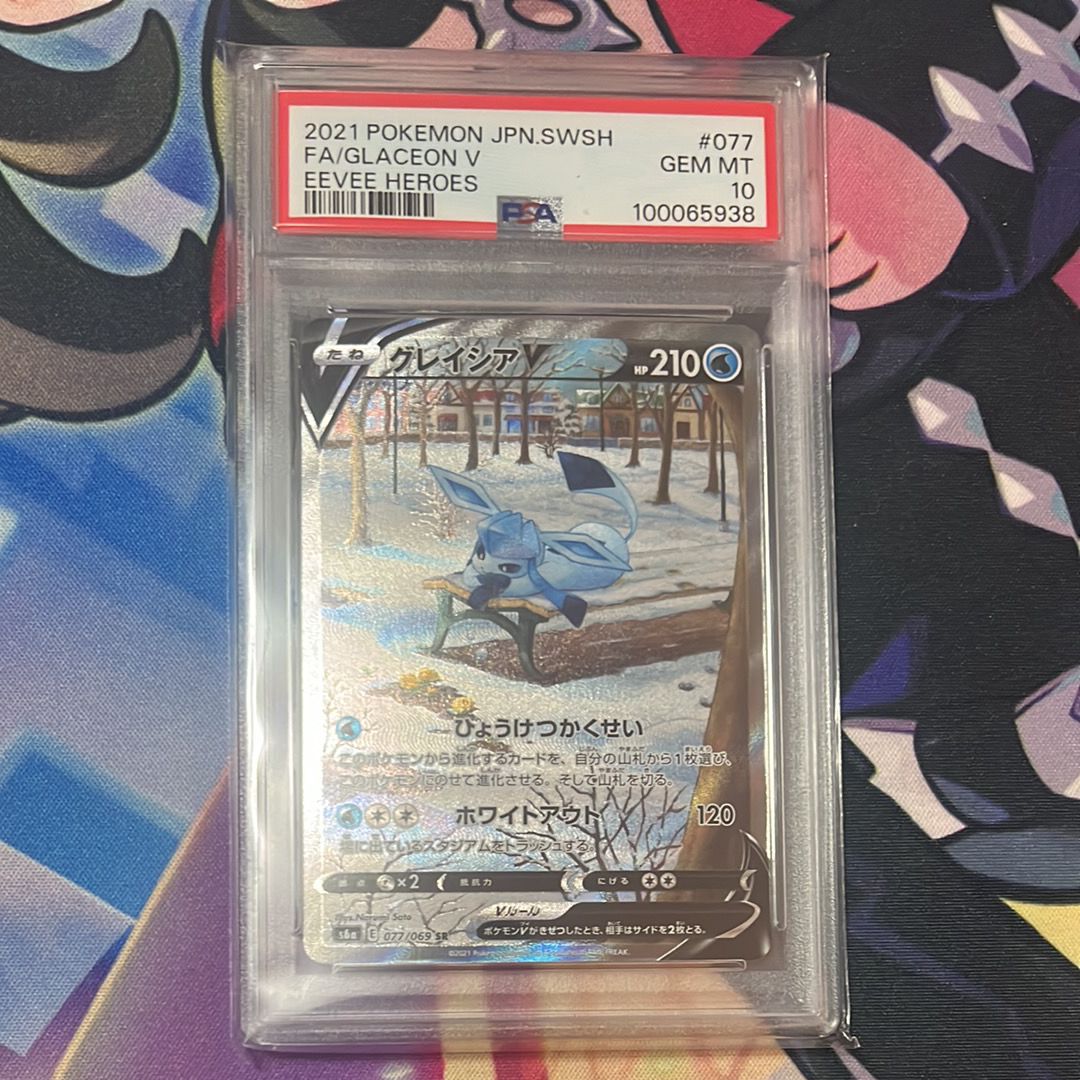 2021 POKEMON JPN.SWSH #077
FA/GLACEON V GEM MT
EEVEE HEROES 10
100065938
PSA
たね グレイシアV HP 210
ひょうけつかくせい
このポケモンから進化するカードを、自分の山札から1枚選び、
このポケモンにのせて進化させる。そして山札を切る。
ホワイトアウト 120
場に出ているスタジアムをトラッシュする。
弱点 ×2 抵抗力 にげる
Illus. Narumi Sato
Vルール
ポケモンVがきぜつしたとき、相手はサイドを2枚とる。
s6a E 077/069 SR
©2021